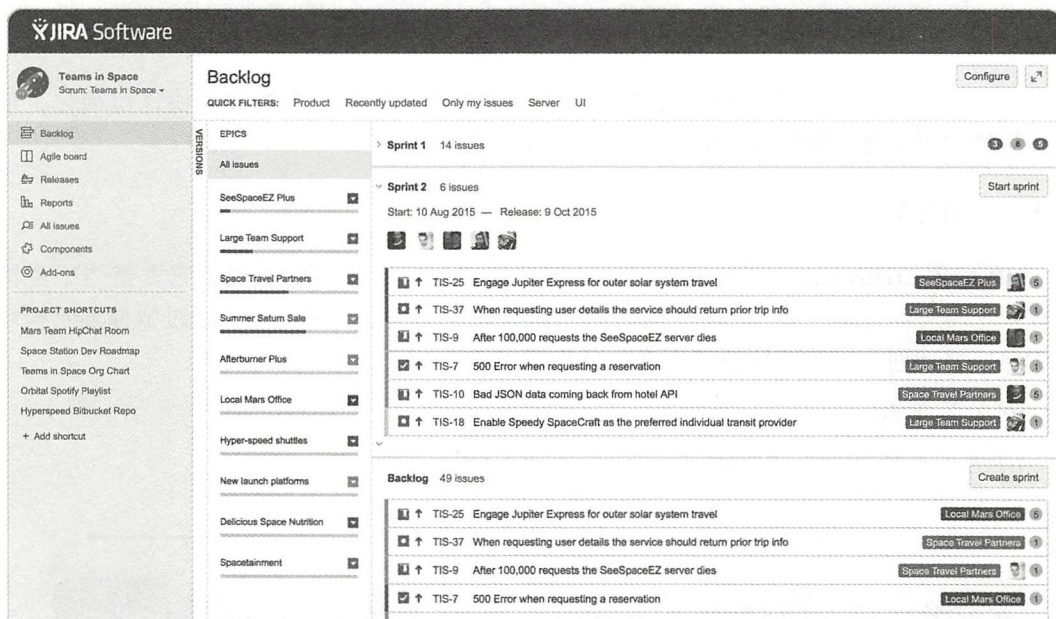 JIRA Software
Teams in Space
Scrum: Teams in Space
Backlog
Agile board
Releases
Reports
All issues
Components
Add-ons
PROJECT SHORTCUTS
Mars Team HipChat Room
Space Station Dev Roadmap
Teams in Space Org Chart
Orbital Spotify Playlist
Hyperspeed Bitbucket Repo
+ Add shortcut
Backlog
Configure
QUICK FILTERS: Product Recently updated Only my issues Server UI
VERSIONS
EPICS
All issues
SeeSpaceEZ Plus
Large Team Support
Space Travel Partners
Summer Saturn Sale
Afterburner Plus
Local Mars Office
Hyper-speed shuttles
New launch platforms
Delicious Space Nutrition
Spacetainment
Sprint 1 14 issues 3 6 5
Sprint 2 6 issues Start sprint
Start: 10 Aug 2015 — Release: 9 Oct 2015
TIS-25 Engage Jupiter Express for outer solar system travel SeeSpaceEZ Plus 5
TIS-37 When requesting user details the service should return prior trip info Large Team Support 1
TIS-9 After 100,000 requests the SeeSpaceEZ server dies Local Mars Office 1
TIS-7 500 Error when requesting a reservation Large Team Support 1
TIS-10 Bad JSON data coming back from hotel API Space Travel Partners 5
TIS-18 Enable Speedy SpaceCraft as the preferred individual transit provider Large Team Support 1
Backlog 49 issues Create sprint
TIS-25 Engage Jupiter Express for outer solar system travel Local Mars Office 5
TIS-37 When requesting user details the service should return prior trip info Space Travel Partners 1
TIS-9 After 100,000 requests the SeeSpaceEZ server dies Space Travel Partners 1
TIS-7 500 Error when requesting a reservation Local Mars Office 1